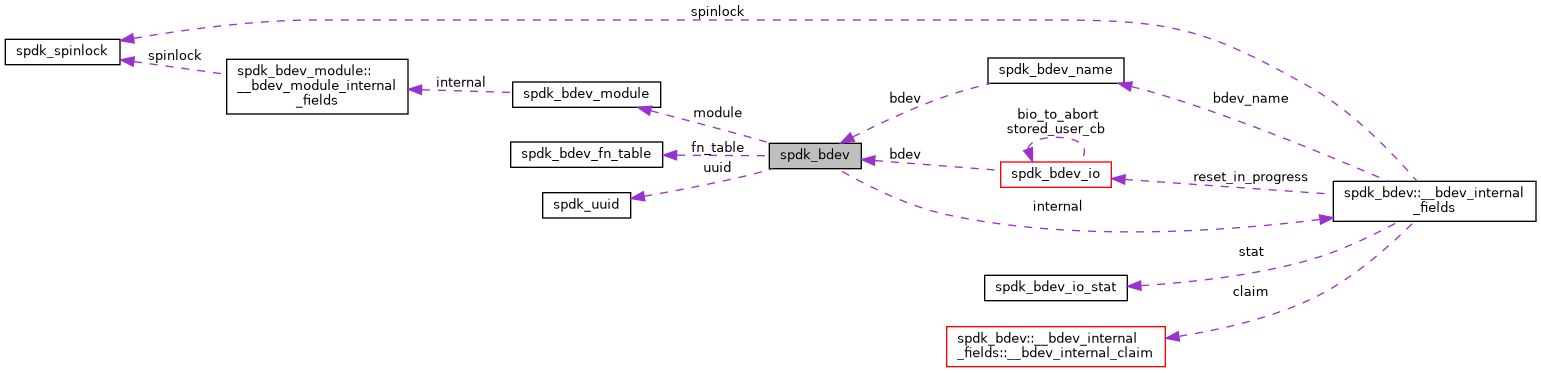 spinlock
spdk_spinlock
spinlock
spdk_bdev_module::
__bdev_module_internal
_fields
internal
spdk_bdev_module
module
spdk_bdev_fn_table
fn_table
uuid
spdk_uuid
spdk_bdev
spdk_bdev_name
bdev
bdev_name
bio_to_abort
stored_user_cb
bdev
spdk_bdev_io
reset_in_progress
internal
spdk_bdev::__bdev_internal
_fields
stat
spdk_bdev_io_stat
claim
spdk_bdev::__bdev_internal
_fields::__bdev_internal_claim